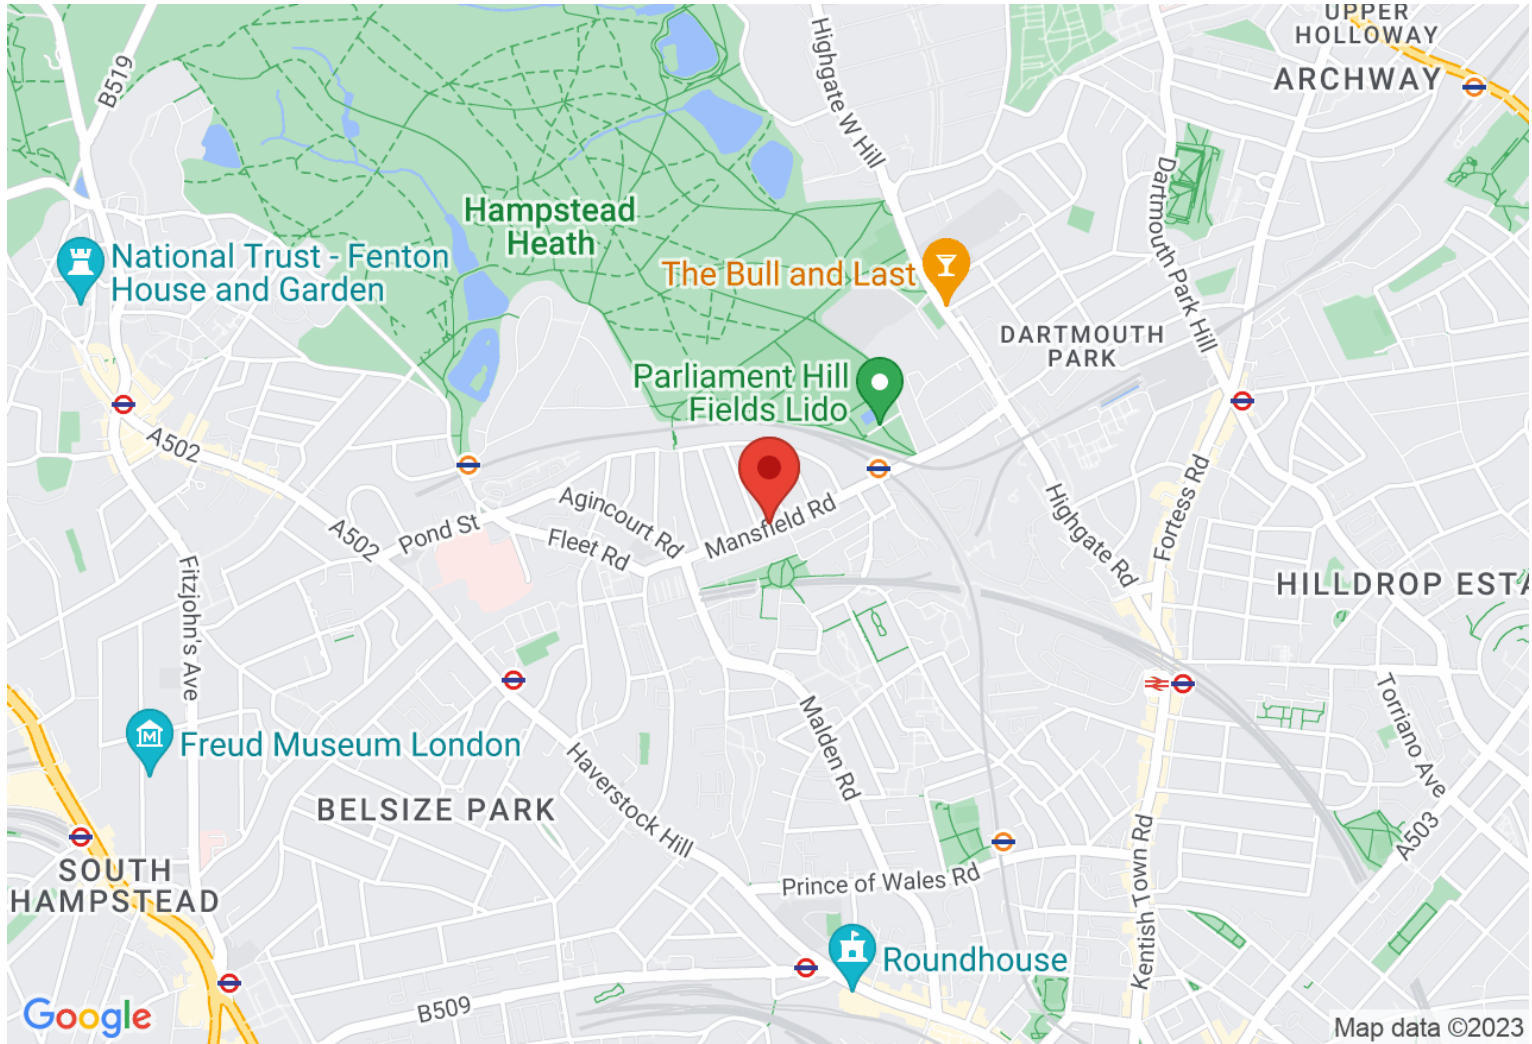 UPPER
HOLLOWAY
ARCHWAY
B519
Highgate W Hill
Dartmouth Park Hill
Hampstead
Heath
National Trust - Fenton
House and Garden
The Bull and Last
DARTMOUTH
PARK
Parliament Hill
Fields Lido
A502
A502
Pond St
Agincourt Rd
Fleet Rd
Mansfield Rd
Highgate Rd
Fortess Rd
HILLDROP ESTA
Fitzjohn's Ave
Freud Museum London
Malden Rd
Torriano Ave
Haverstock Hill
BELSIZE PARK
A503
SOUTH
HAMPSTEAD
Prince of Wales Rd
Kentish Town Rd
Roundhouse
B509
Google
Map data ©2023